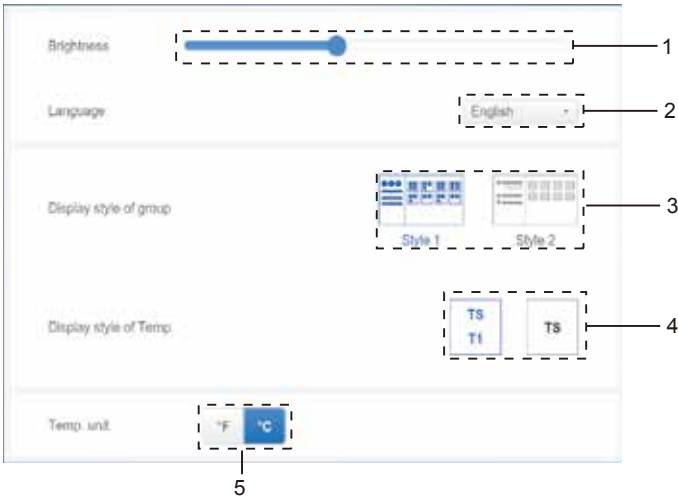 Brightness 1
Language English 2
Display style of group 3
Style 1 Style 2
Display style of Temp. TS TS 4
T1
Temp. unit °F °C
5